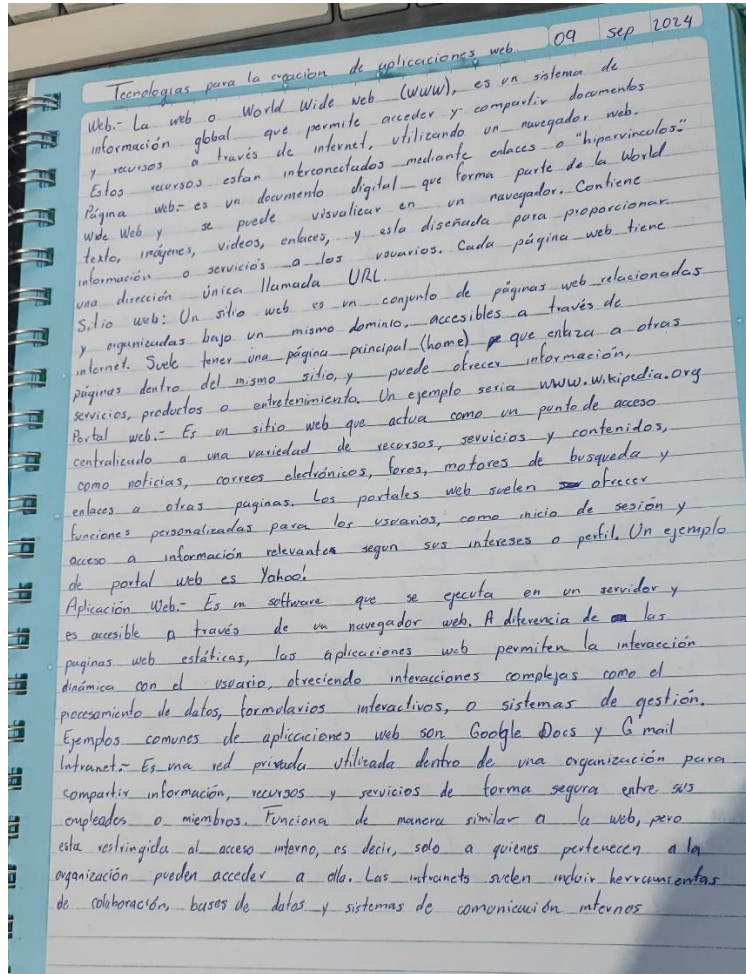 09 sep 2024
Tecnologias para la creacion de aplicaciones web.
Web.- La web o World Wide Web (WWW), es un sistema de
información global que permite acceder y compartir documentos
y recursos a través de internet, utilizando un navegador web.
Estos recursos estan interconectados mediante enlaces o "hipervinculos."
Página web:- es un documento digital que forma parte de la World
Wide Web y se puede visualizar en un navegador. Contiene
texto, imágenes, videos, enlaces, y esta diseñada para proporcionar
información o servicios a los usuarios. Cada página web tiene
una dirección única llamada URL.
Sitio web: Un sitio web es un conjunto de páginas web relacionadas
y organizadas bajo un mismo dominio, accesibles a través de
internet. Suele tener una página principal (home) que enlaza a otras
páginas dentro del mismo sitio, y puede ofrecer información,
servicios, productos o entretenimiento. Un ejemplo seria www.wikipedia.org
Portal web.- Es un sitio web que actua como un punto de acceso
centralizado a una variedad de recursos, servicios y contenidos,
como noticias, correos electrónicos, foros, motores de busqueda y
enlaces a otras paginas. Los portales web suelen ofrecer
funciones personalizadas para los usuarios, como inicio de sesión y
acceso a información relevantes segun sus intereses o perfil. Un ejemplo
de portal web es Yahoo!
Aplicación Web.- Es un software que se ejecuta en un servidor y
es accesible a través de un navegador web. A diferencia de las
paginas web estáticas, las aplicaciones web permiten la interacción
dinámica con el usuario, ofreciendo interacciones complejas como el
procesamiento de datos, formularios interactivos, o sistemas de gestión.
Ejemplos comunes de aplicaciones web son Google Docs y Gmail
Intranet.- Es una red privada utilizada dentro de una organización para
compartir información, recursos y servicios de forma segura entre sus
empleados o miembros. Funciona de manera similar a la web, pero
esta restringida al acceso interno, es decir, solo a quienes pertenecen a la
organización pueden acceder a ella. Las intranets suelen incluir herramientas
de colaboración, bases de datos y sistemas de comunicación internos